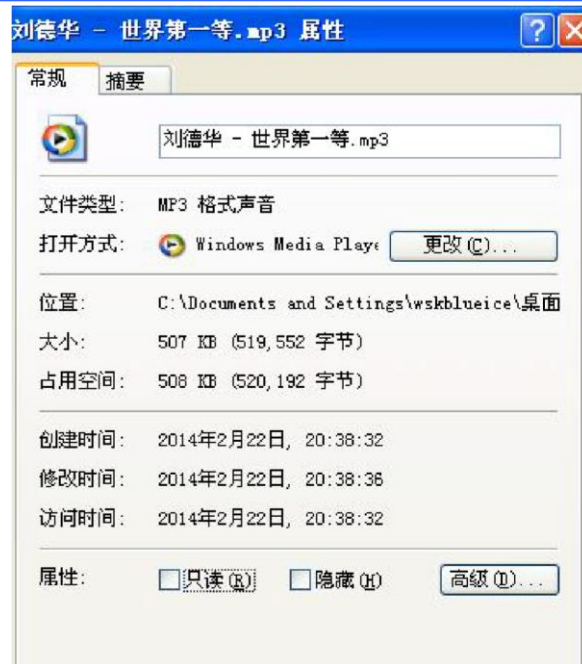 刘德华 - 世界第一等.mp3 属性
常规 摘要
刘德华 - 世界第一等.mp3
文件类型: MP3 格式声音
打开方式: Windows Media Playe 更改(C)...
位置: C:\Documents and Settings\wskblueice\桌面
大小: 507 KB (519,552 字节)
占用空间: 508 KB (520,192 字节)
创建时间: 2014年2月22日, 20:38:32
修改时间: 2014年2月22日, 20:38:36
访问时间: 2014年2月22日, 20:38:32
属性: 只读(R) 隐藏(H) 高级(D)...